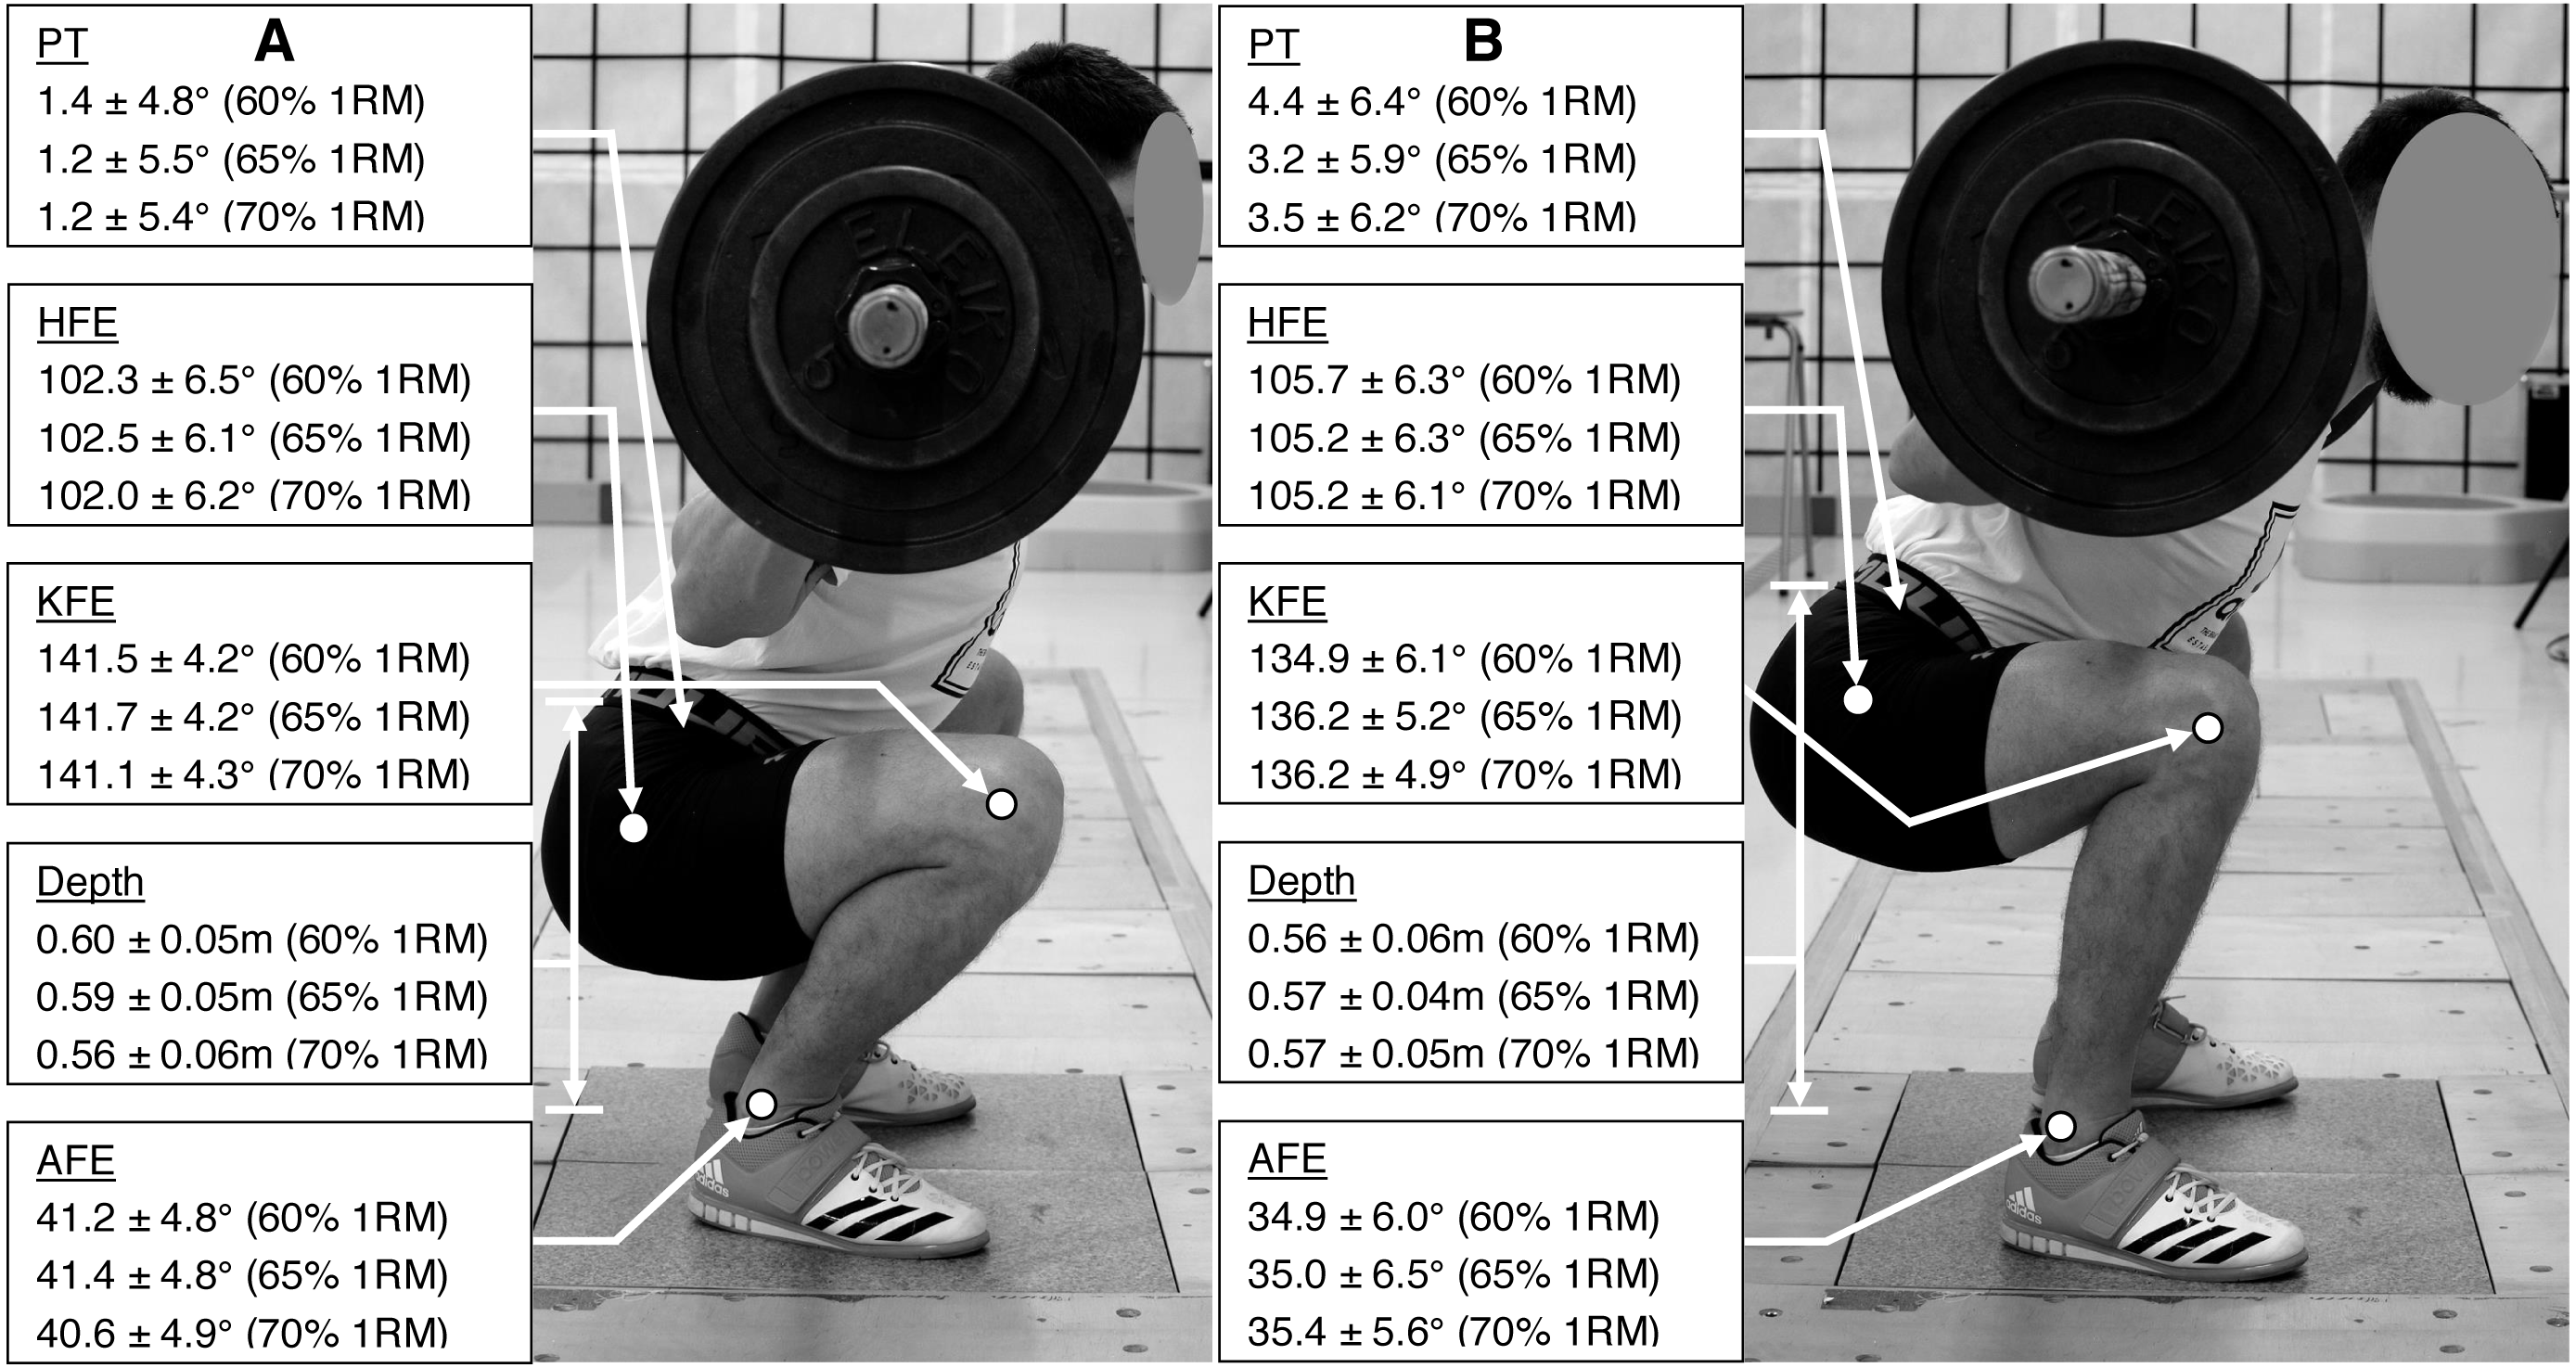 PT
A
1.4 ± 4.8° (60% 1RM)
1.2 ± 5.5° (65% 1RM)
1.2 ± 5.4° (70% 1RM)
HFE
102.3 ± 6.5° (60% 1RM)
102.5 ± 6.1° (65% 1RM)
102.0 ± 6.2° (70% 1RM)
KFE
141.5 ± 4.2° (60% 1RM)
141.7 ± 4.2° (65% 1RM)
141.1 ± 4.3° (70% 1RM)
Depth
0.60 ± 0.05m (60% 1RM)
0.59 ± 0.05m (65% 1RM)
0.56 ± 0.06m (70% 1RM)
AFE
41.2 ± 4.8° (60% 1RM)
41.4 ± 4.8° (65% 1RM)
40.6 ± 4.9° (70% 1RM)
ELEIKO
adidas
PT
B
4.4 ± 6.4° (60% 1RM)
3.2 ± 5.9° (65% 1RM)
3.5 ± 6.2° (70% 1RM)
HFE
105.7 ± 6.3° (60% 1RM)
105.2 ± 6.3° (65% 1RM)
105.2 ± 6.1° (70% 1RM)
KFE
134.9 ± 6.1° (60% 1RM)
136.2 ± 5.2° (65% 1RM)
136.2 ± 4.9° (70% 1RM)
Depth
0.56 ± 0.06m (60% 1RM)
0.57 ± 0.04m (65% 1RM)
0.57 ± 0.05m (70% 1RM)
AFE
34.9 ± 6.0° (60% 1RM)
35.0 ± 6.5° (65% 1RM)
35.4 ± 5.6° (70% 1RM)
ELEIKO
adidas